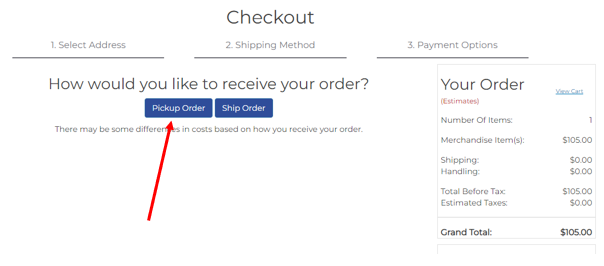 Checkout
1. Select Address
2. Shipping Method
3. Payment Options
How would you like to receive your order?
Pickup Order
Ship Order
There may be some differences in costs based on how you receive your order.
Your Order
View Cart
(Estimates)
Number Of Items: 1
Merchandise Item(s): $105.00
Shipping: $0.00
Handling: $0.00
Total Before Tax: $105.00
Estimated Taxes: $0.00
Grand Total: $105.00